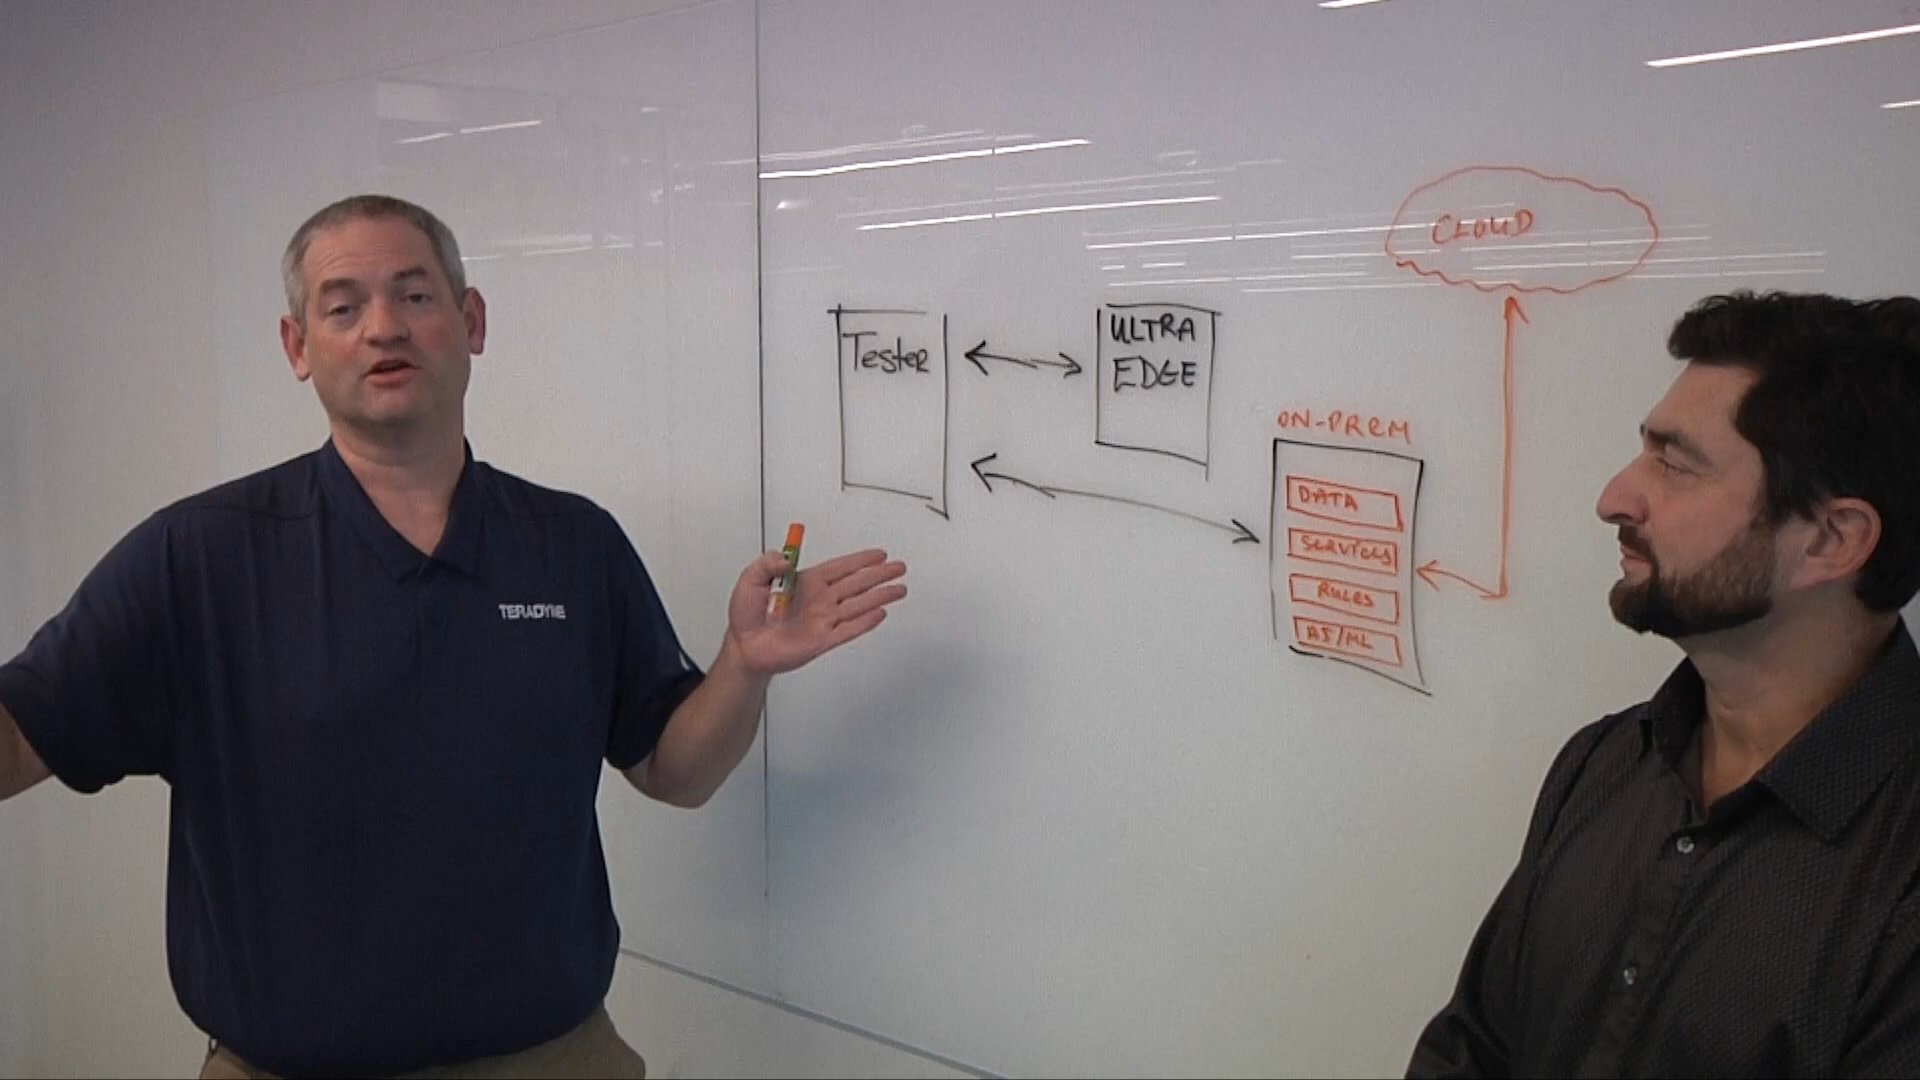 TERADYNE
Tester
ULTRA
EDGE
CLOUD
ON-PREM
DATA
SERVICES
RULES
AI/ML